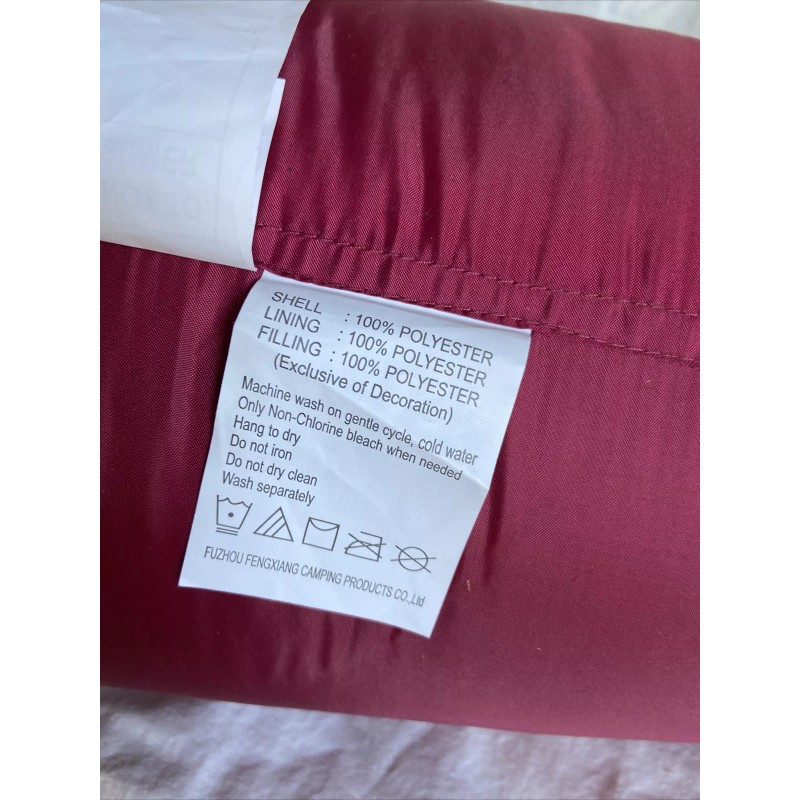 SHELL : 100% POLYESTER
LINING : 100% POLYESTER
FILLING : 100% POLYESTER
(Exclusive of Decoration)
Machine wash on gentle cycle, cold water
Only Non-Chlorine bleach when needed
Hang to dry
Do not iron
Do not dry clean
Wash separately
FUZHOU FENGXIANG CAMPING PRODUCTS CO.,Ltd